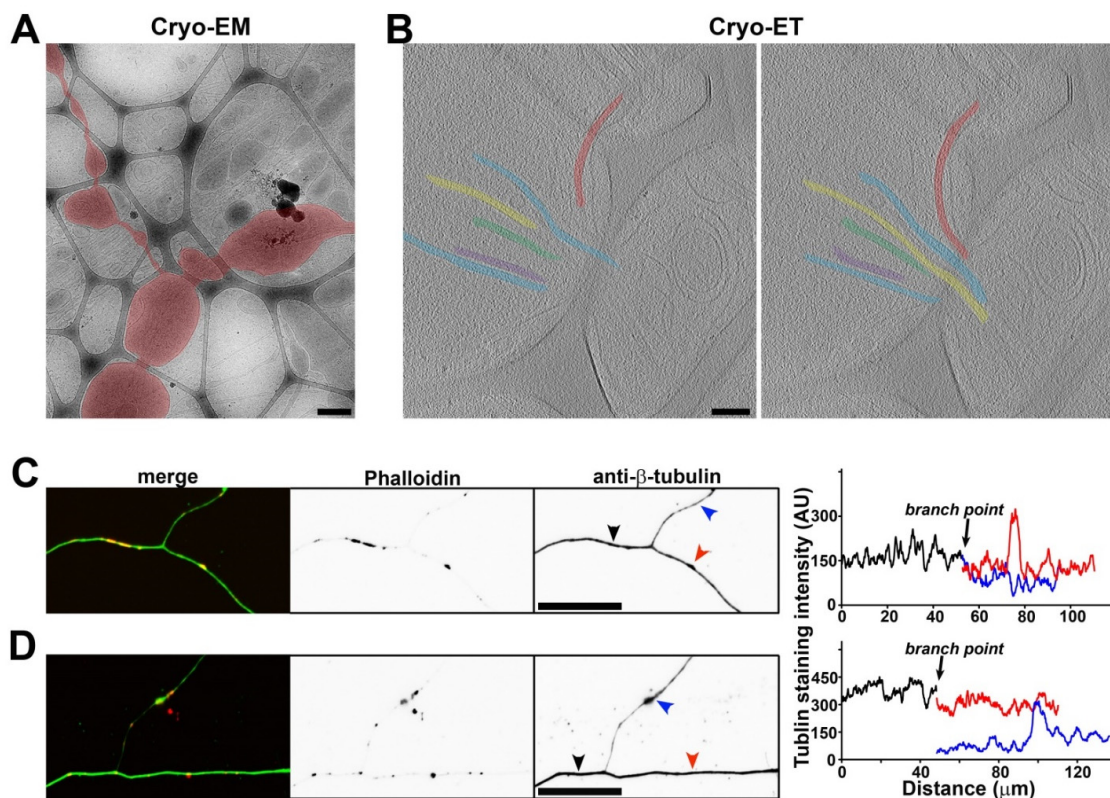 A
Cryo-EM
B
Cryo-ET
C
merge
Phalloidin
anti-β-tubulin
D
Tublin staining intensity (AU)
branch point
300
150
0
0 20 40 60 80 100
branch point
450
300
150
0
0 40 80 120
Distance (μm)